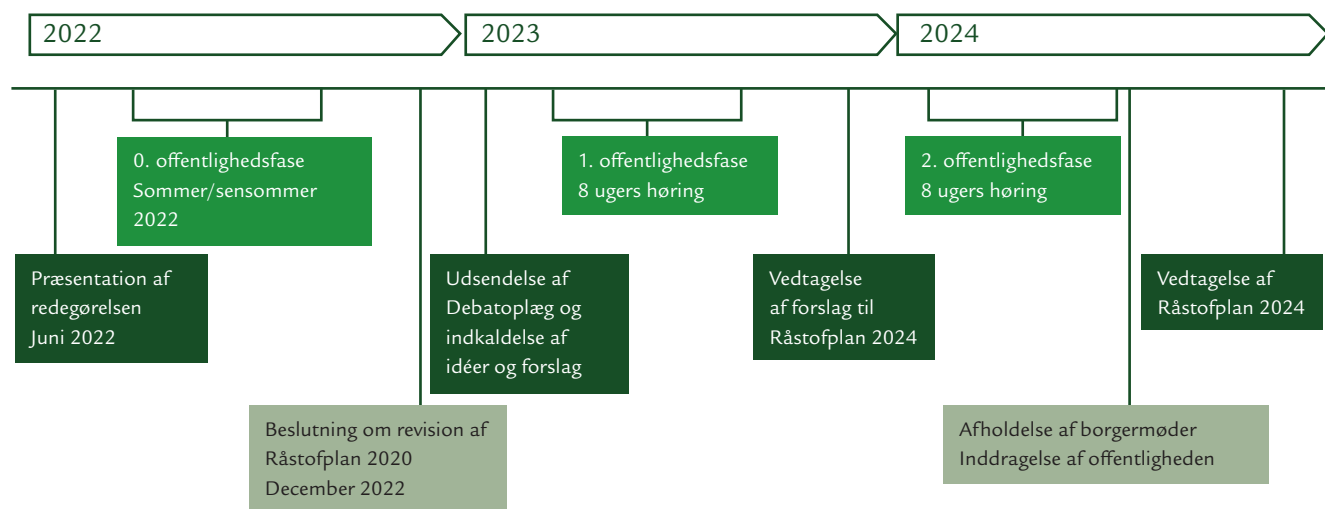 2022
2023
2024
0. offentlighedsfase
Sommer/sensommer
2022
1. offentlighedsfase
8 ugers høring
2. offentlighedsfase
8 ugers høring
Præsentation af
redegørelsen
Juni 2022
Udsendelse af
Debatoplæg og
indkaldelse af
idéer og forslag
Vedtagelse
af forslag til
Råstofplan 2024
Vedtagelse af
Råstofplan 2024
Beslutning om revision af
Råstofplan 2020
December 2022
Afholdelse af borgermøder
Inddragelse af offentligheden